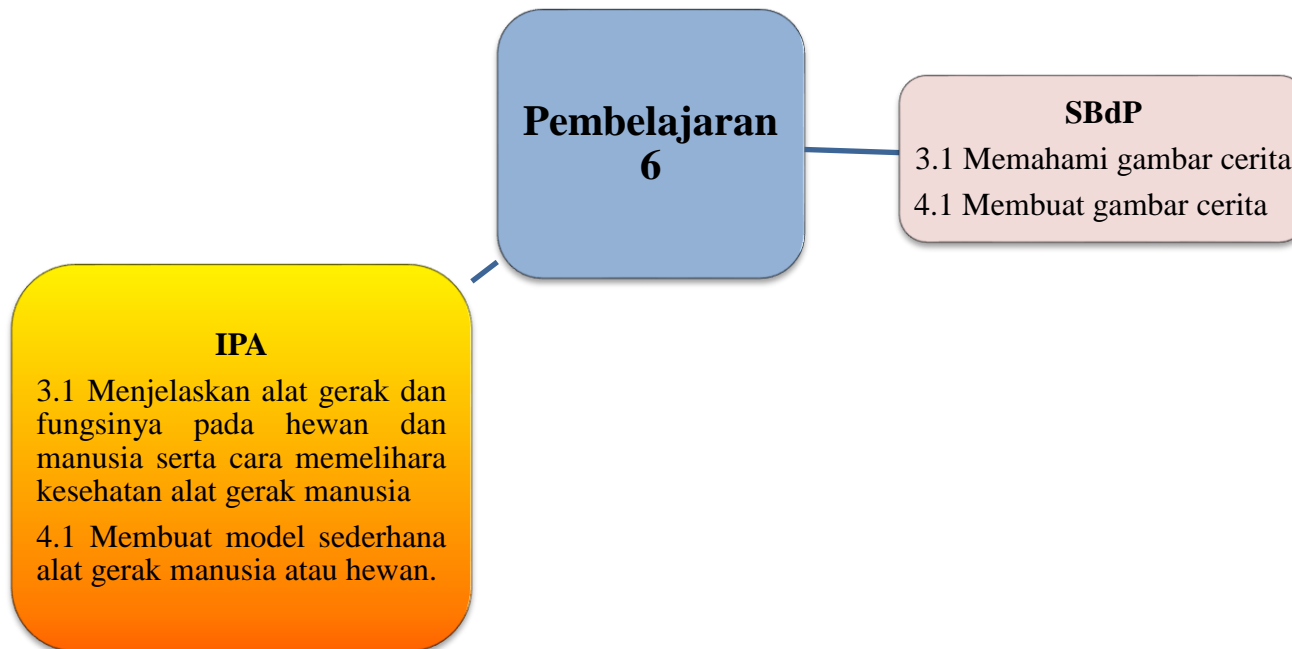 Pembelajaran
6
SBdP
3.1 Memahami gambar cerita
4.1 Membuat gambar cerita
IPA
3.1 Menjelaskan alat gerak dan
fungsinya pada hewan dan
manusia serta cara memelihara
kesehatan alat gerak manusia
4.1 Membuat model sederhana
alat gerak manusia atau hewan.